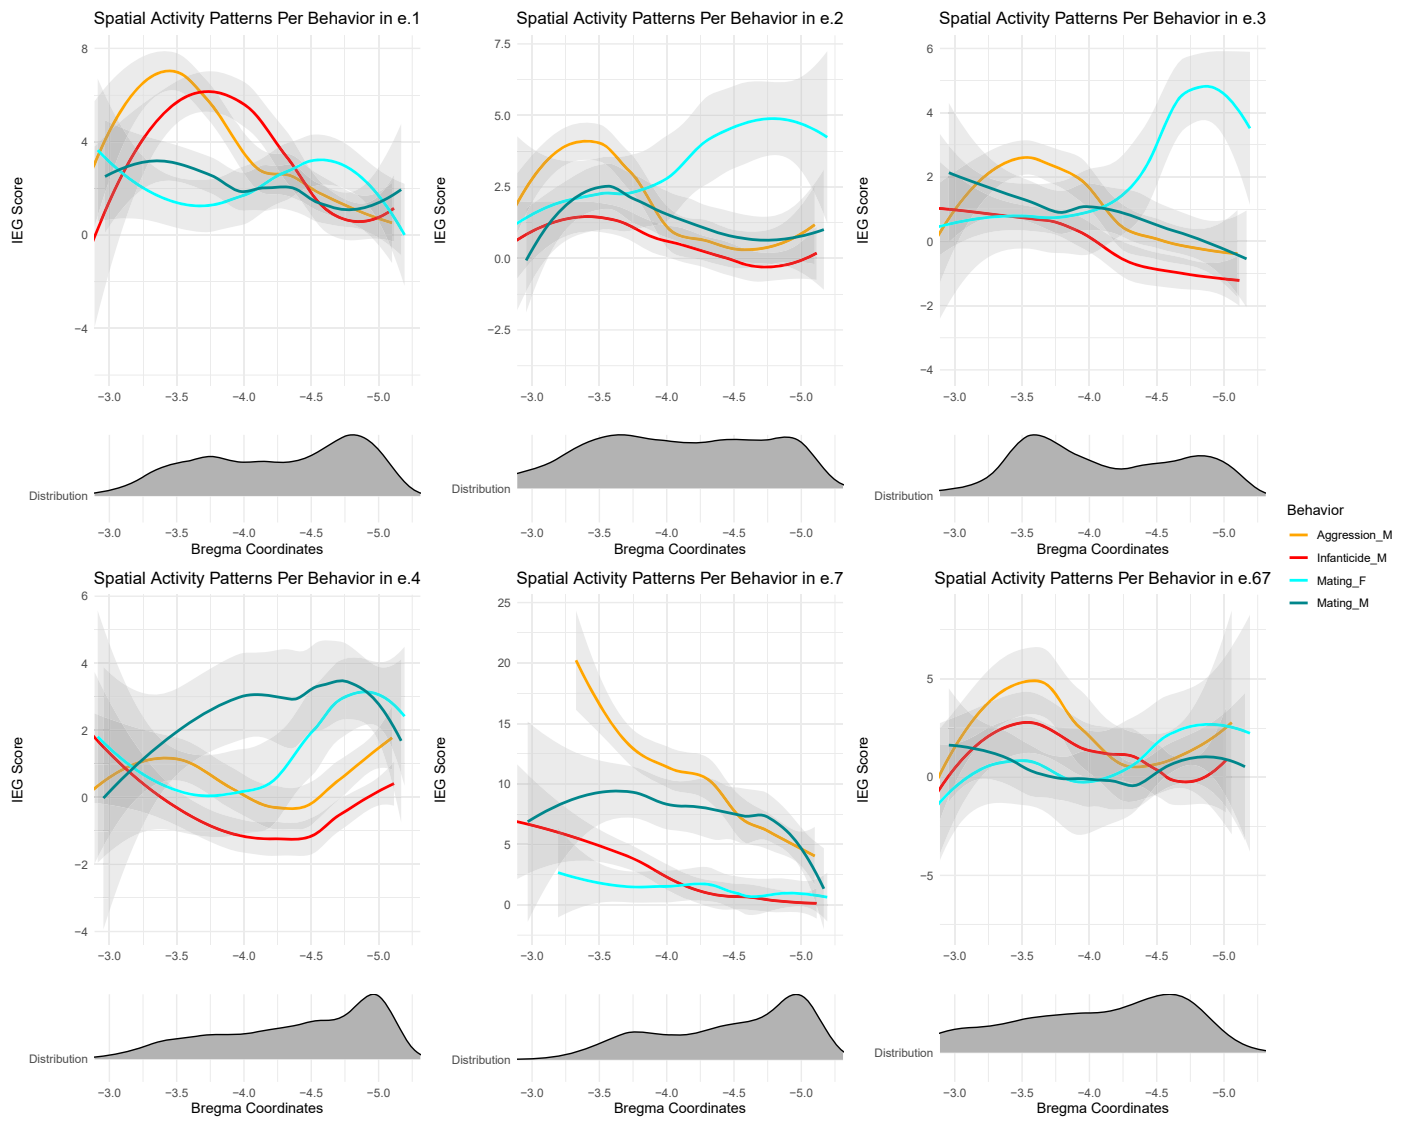 Spatial Activity Patterns Per Behavior in e.1
8
4
0
−4
IEG Score
−3.0 −3.5 −4.0 −4.5 −5.0
Distribution
−3.0 −3.5 −4.0 −4.5 −5.0
Bregma Coordinates
Spatial Activity Patterns Per Behavior in e.2
7.5
5.0
2.5
0.0
−2.5
IEG Score
−3.0 −3.5 −4.0 −4.5 −5.0
Distribution
−3.0 −3.5 −4.0 −4.5 −5.0
Bregma Coordinates
Spatial Activity Patterns Per Behavior in e.3
6
4
2
0
−2
−4
IEG Score
−3.0 −3.5 −4.0 −4.5 −5.0
Distribution
−3.0 −3.5 −4.0 −4.5 −5.0
Bregma Coordinates
Behavior
Aggression_M
Infanticide_M
Mating_F
Mating_M
Spatial Activity Patterns Per Behavior in e.4
6
4
2
0
−2
−4
IEG Score
−3.0 −3.5 −4.0 −4.5 −5.0
Distribution
−3.0 −3.5 −4.0 −4.5 −5.0
Bregma Coordinates
Spatial Activity Patterns Per Behavior in e.7
25
20
15
10
5
0
IEG Score
−3.0 −3.5 −4.0 −4.5 −5.0
Distribution
−3.0 −3.5 −4.0 −4.5 −5.0
Bregma Coordinates
Spatial Activity Patterns Per Behavior in e.67
5
0
−5
IEG Score
−3.0 −3.5 −4.0 −4.5 −5.0
Distribution
−3.0 −3.5 −4.0 −4.5 −5.0
Bregma Coordinates